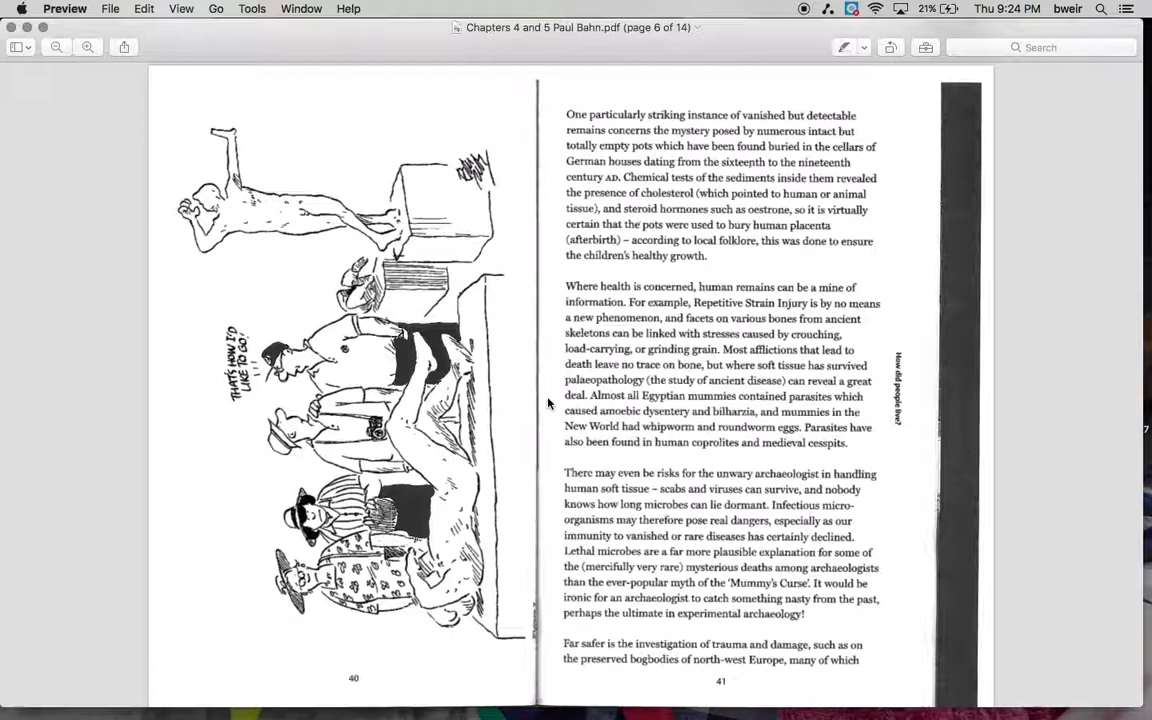 Preview File Edit View Go Tools Window Help 21% Thu 9:24 PM bweir
Chapters 4 and 5 Paul Bahn.pdf (page 6 of 14)
Search
THAT'S HOW I'D
LIKE TO GO!
40
One particularly striking instance of vanished but detectable
remains concerns the mystery posed by numerous intact but
totally empty pots which have been found buried in the cellars of
German houses dating from the sixteenth to the nineteenth
century AD. Chemical tests of the sediments inside them revealed
the presence of cholesterol (which pointed to human or animal
tissue), and steroid hormones such as oestrone, so it is virtually
certain that the pots were used to bury human placenta
(afterbirth) – according to local folklore, this was done to ensure
the children's healthy growth.
Where health is concerned, human remains can be a mine of
information. For example, Repetitive Strain Injury is by no means
a new phenomenon, and facets on various bones from ancient
skeletons can be linked with stresses caused by crouching,
load-carrying, or grinding grain. Most afflictions that lead to
death leave no trace on bone, but where soft tissue has survived
palaeopathology (the study of ancient disease) can reveal a great
deal. Almost all Egyptian mummies contained parasites which
caused amoebic dysentery and bilharzia, and mummies in the
New World had whipworm and roundworm eggs. Parasites have
also been found in human coprolites and medieval cesspits.
There may even be risks for the unwary archaeologist in handling
human soft tissue – scabs and viruses can survive, and nobody
knows how long microbes can lie dormant. Infectious micro-
organisms may therefore pose real dangers, especially as our
immunity to vanished or rare diseases has certainly declined.
Lethal microbes are a far more plausible explanation for some of
the (mercifully very rare) mysterious deaths among archaeologists
than the ever-popular myth of the 'Mummy's Curse'. It would be
ironic for an archaeologist to catch something nasty from the past,
perhaps the ultimate in experimental archaeology!
Far safer is the investigation of trauma and damage, such as on
the preserved bogbodies of north-west Europe, many of which
41
How did people live?
7